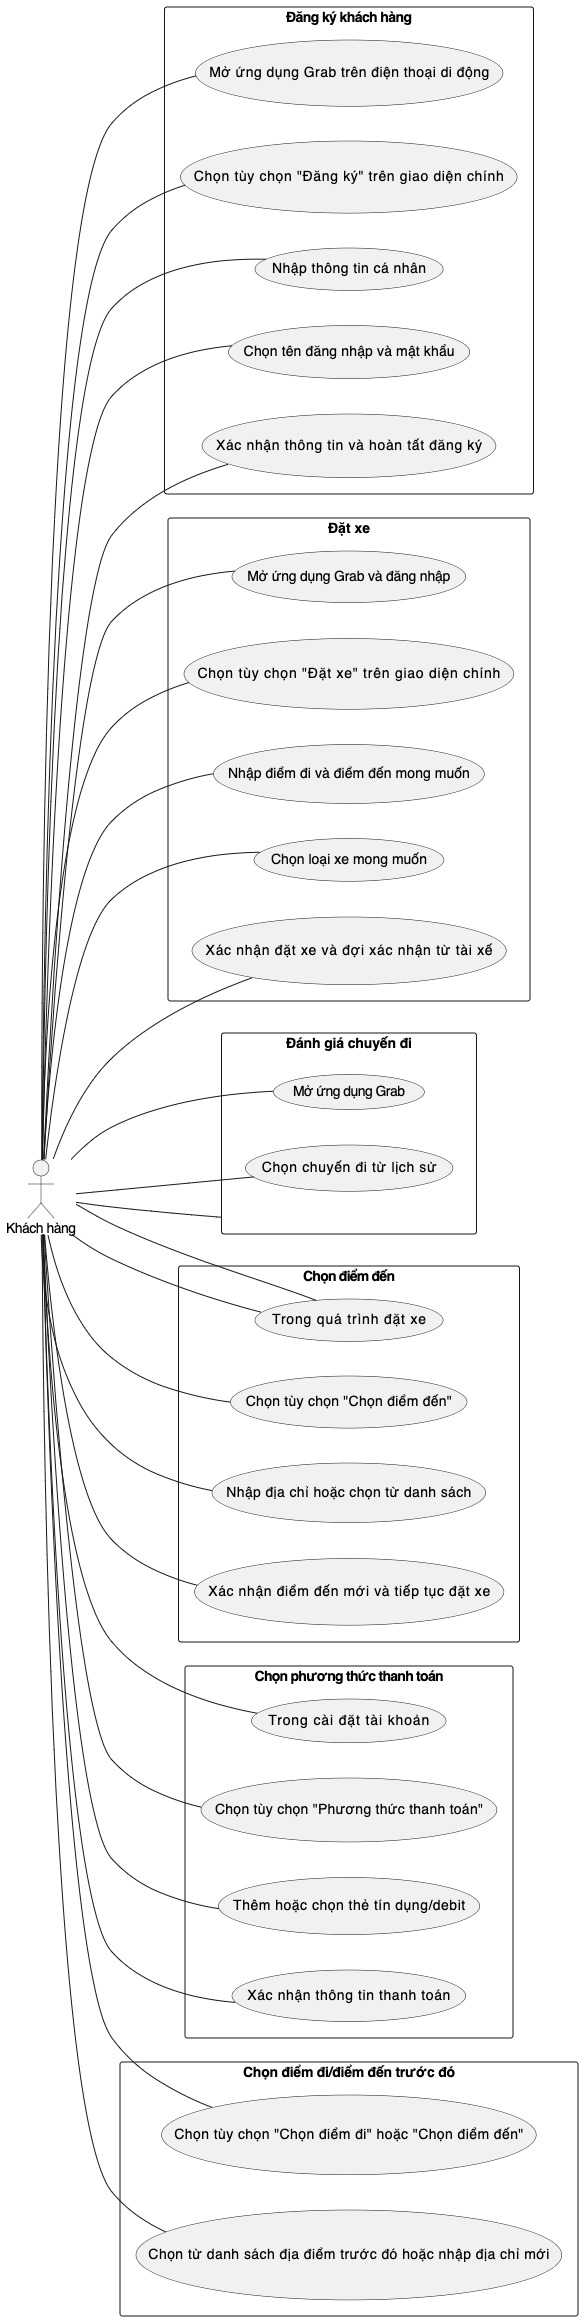 Đăng ký khách hàng
Mở ứng dụng Grab trên điện thoại di động
Chọn tùy chọn "Đăng ký" trên giao diện chính
Nhập thông tin cá nhân
Chọn tên đăng nhập và mật khẩu
Xác nhận thông tin và hoàn tất đăng ký
Đặt xe
Mở ứng dụng Grab và đăng nhập
Chọn tùy chọn "Đặt xe" trên giao diện chính
Nhập điểm đi và điểm đến mong muốn
Chọn loại xe mong muốn
Xác nhận đặt xe và đợi xác nhận từ tài xế
Đánh giá chuyến đi
Mở ứng dụng Grab
Chọn chuyến đi từ lịch sử
Khách hàng
Chọn điểm đến
Trong quá trình đặt xe
Chọn tùy chọn "Chọn điểm đến"
Nhập địa chỉ hoặc chọn từ danh sách
Xác nhận điểm đến mới và tiếp tục đặt xe
Chọn phương thức thanh toán
Trong cài đặt tài khoản
Chọn tùy chọn "Phương thức thanh toán"
Thêm hoặc chọn thẻ tín dụng/debit
Xác nhận thông tin thanh toán
Chọn điểm đi/điểm đến trước đó
Chọn tùy chọn "Chọn điểm đi" hoặc "Chọn điểm đến"
Chọn từ danh sách địa điểm trước đó hoặc nhập địa chỉ mới